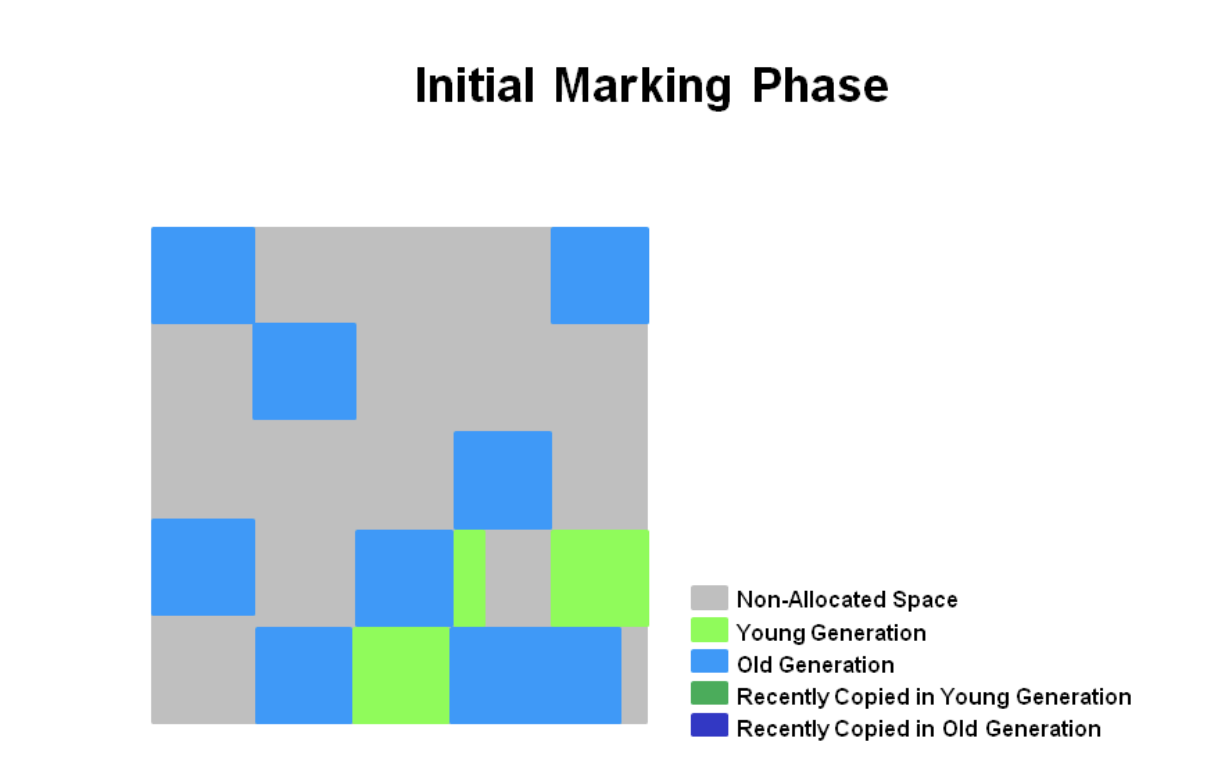 Initial Marking Phase
Non-Allocated Space
Young Generation
Old Generation
Recently Copied in Young Generation
Recently Copied in Old Generation